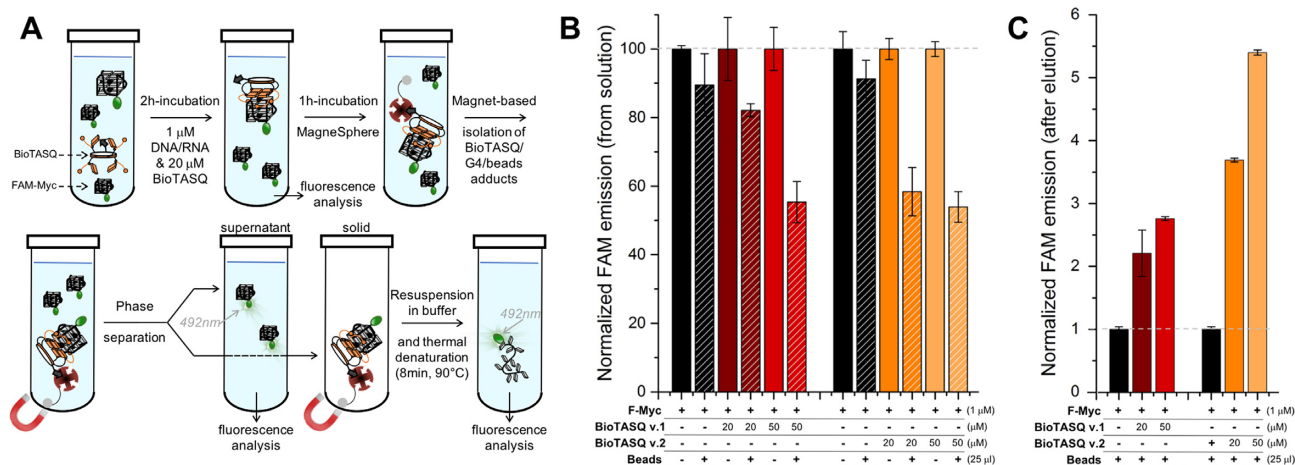 A
2h-incubation
1 µM
DNA/RNA
& 20 µM
BioTASQ
1h-incubation
MagneSphere
Magnet-based
isolation of
BioTASQ/
G4/beads
adducts
BioTASQ
FAM-Myc
fluorescence
analysis
supernatant
solid
Phase
separation
492nm
Resuspension
in buffer
and thermal
denaturation
(8min, 90°C)
492nm
fluorescence
analysis
fluorescence
analysis
B
Normalized FAM emission (from solution)
100
80
60
40
20
0
F-Myc + + + + + + + + + + + + (1 µM)
BioTASQ v.1 - - 20 20 50 50 - - - - - - (µM)
BioTASQ v.2 - - - - - - - - 20 20 50 50 (µM)
Beads - + - + - + - + - + - + (25 µl)
C
Normalized FAM emission (after elution)
6
5
4
3
2
1
0
F-Myc + + + + + + (1 µM)
BioTASQ v.1 - 20 50 - - - (µM)
BioTASQ v.2 - - - + 20 50 (µM)
Beads + + + + + + (25 µl)